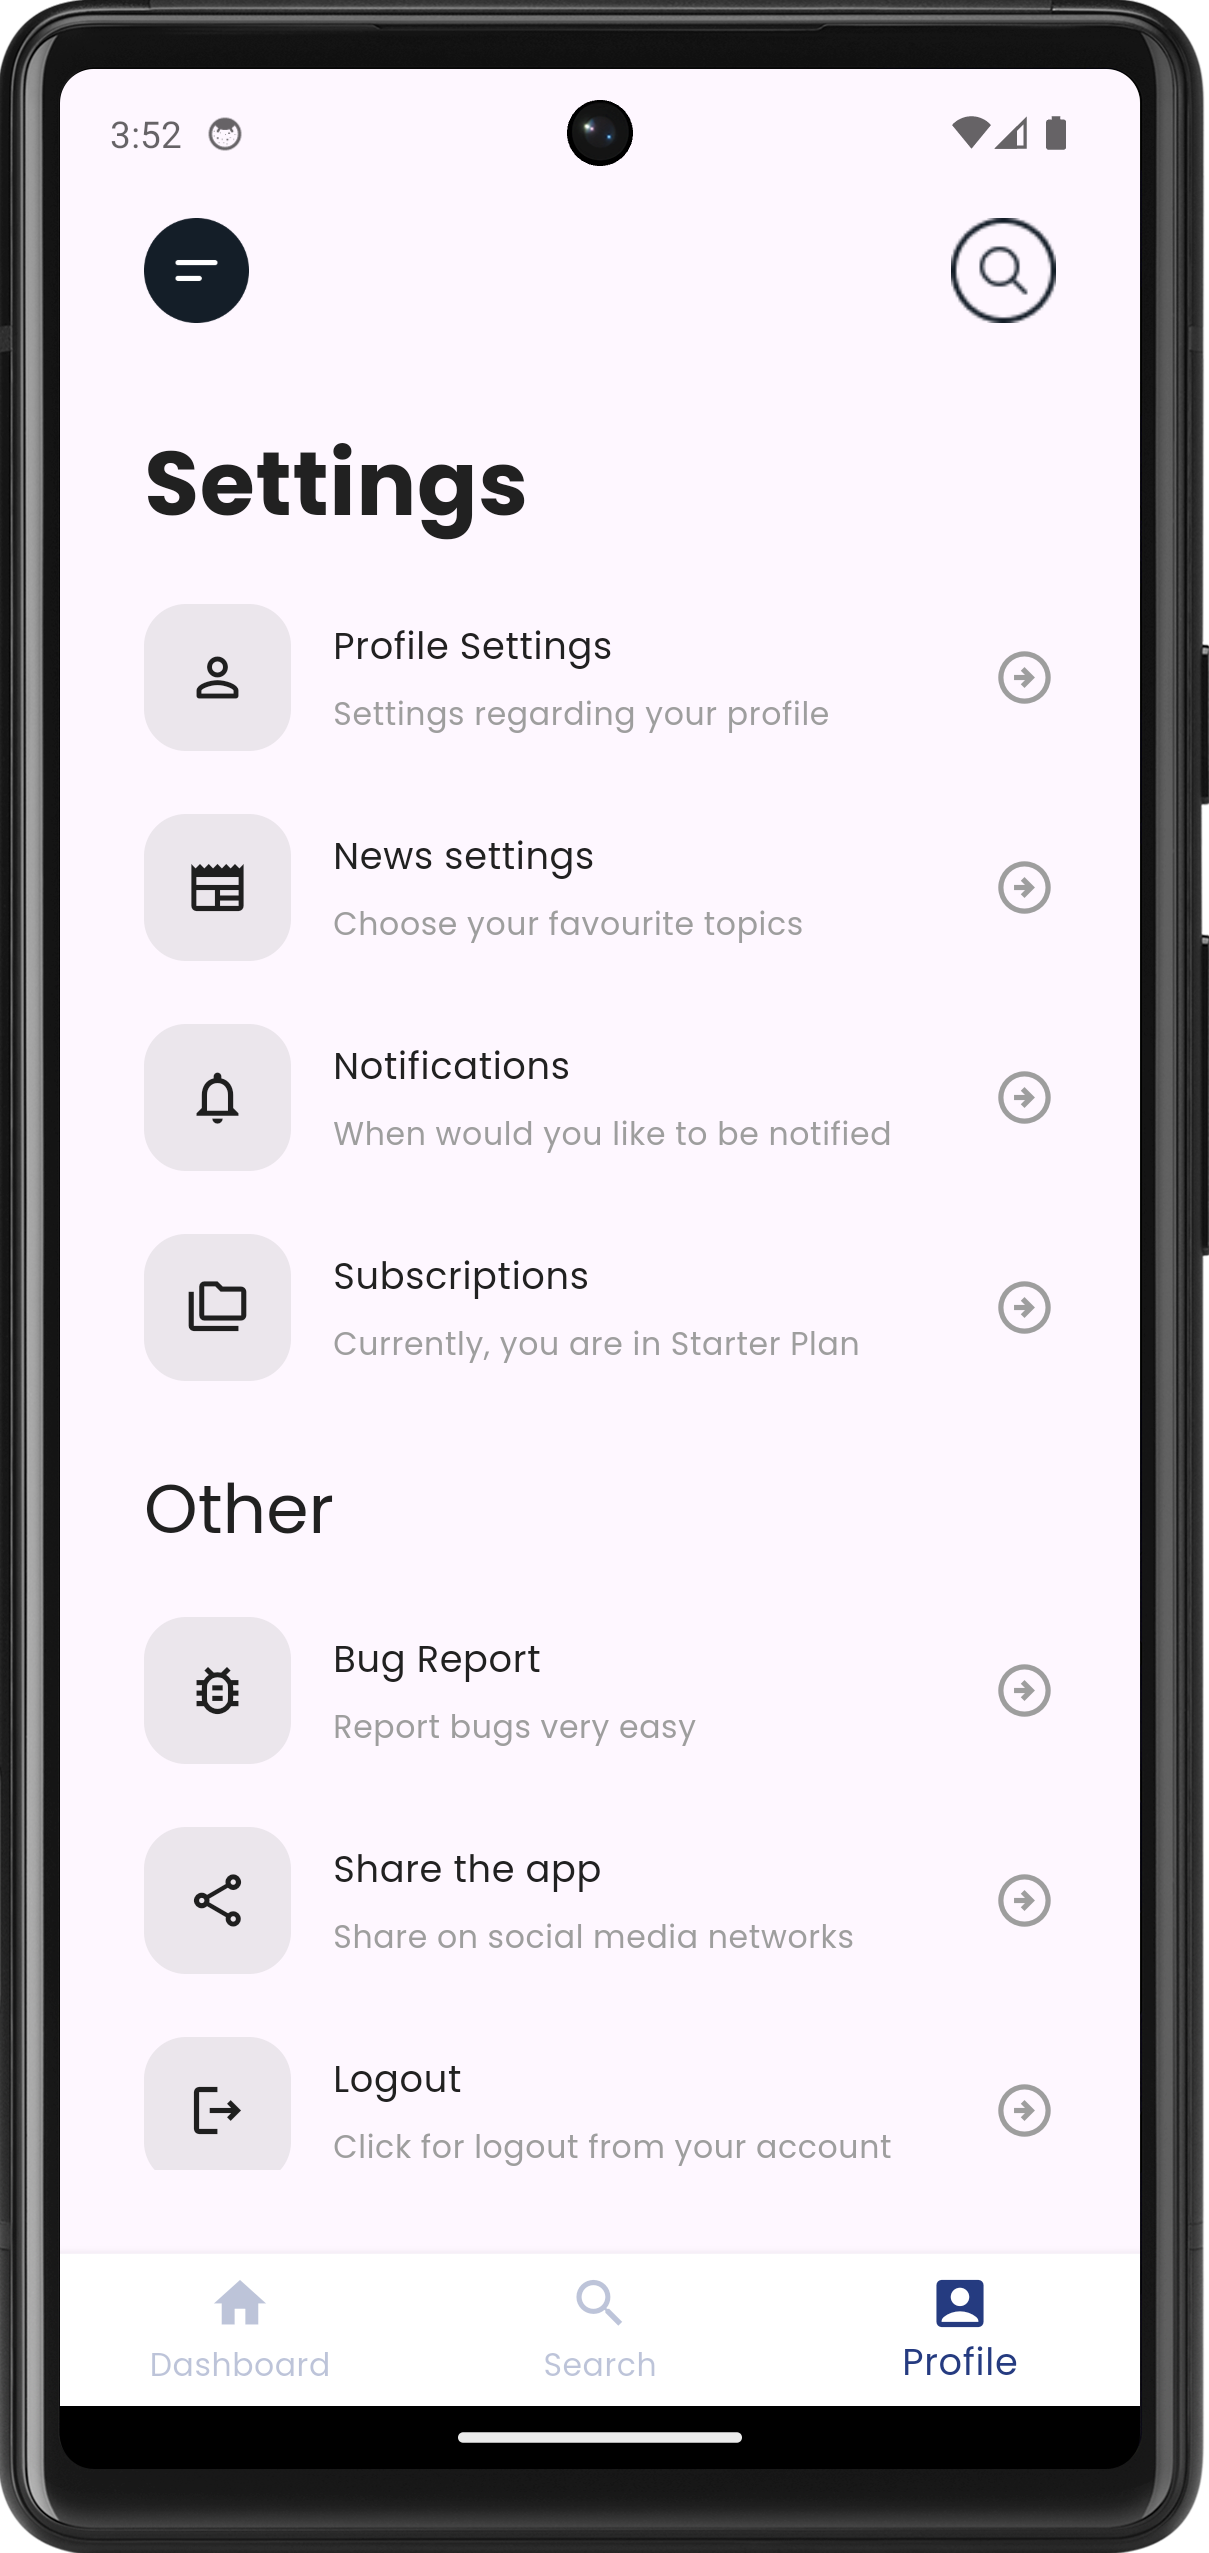 3:52
Settings
Profile Settings
Settings regarding your profile
News settings
Choose your favourite topics
Notifications
When would you like to be notified
Subscriptions
Currently, you are in Starter Plan
Other
Bug Report
Report bugs very easy
Share the app
Share on social media networks
Logout
Click for logout from your account
Dashboard
Search
Profile